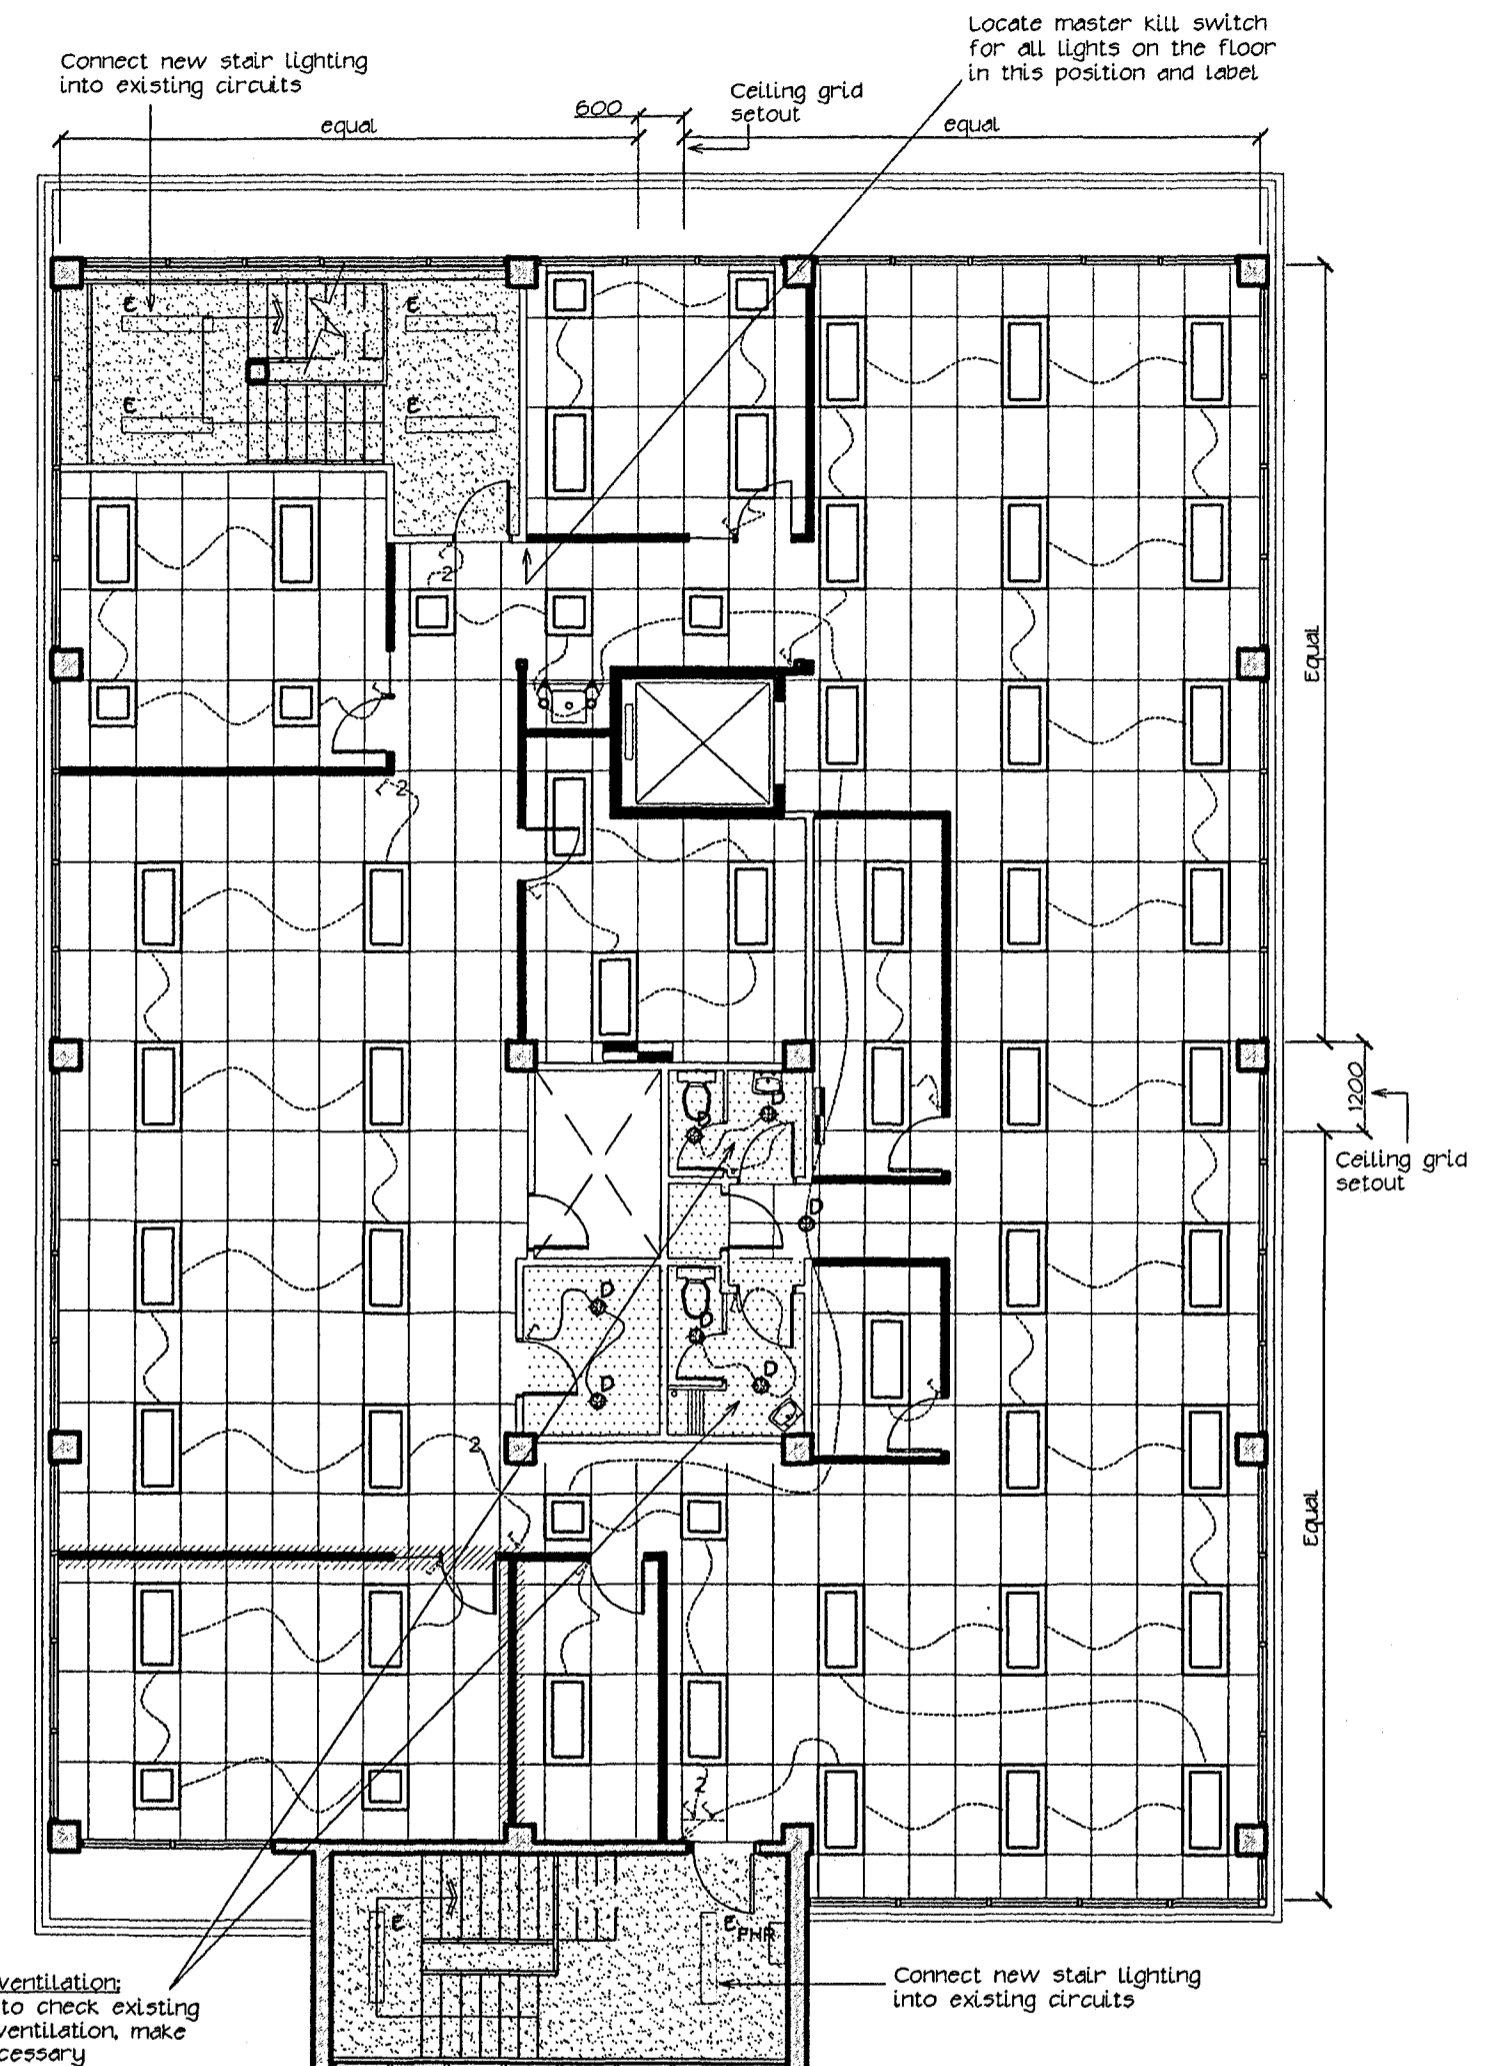 Locate master kill switch
for all lights on the floor
in this position and label
Connect new stair lighting
into existing circuits
Ceiling grid
setout
600
equal
equal
E
E
E
E
2
Equal
2
1200
Ceiling grid
setout
D
D
D
D
D
D
D
2
Equal
2
E
E
PHR
ventilation;
to check existing
ventilation, make
cessary
Connect new stair lighting
into existing circuits